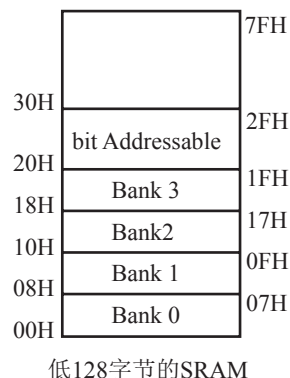 7FH
30H
bit Addressable
2FH
20H
Bank 3
1FH
18H
Bank2
17H
10H
Bank 1
0FH
08H
Bank 0
07H
00H
低128字节的SRAM